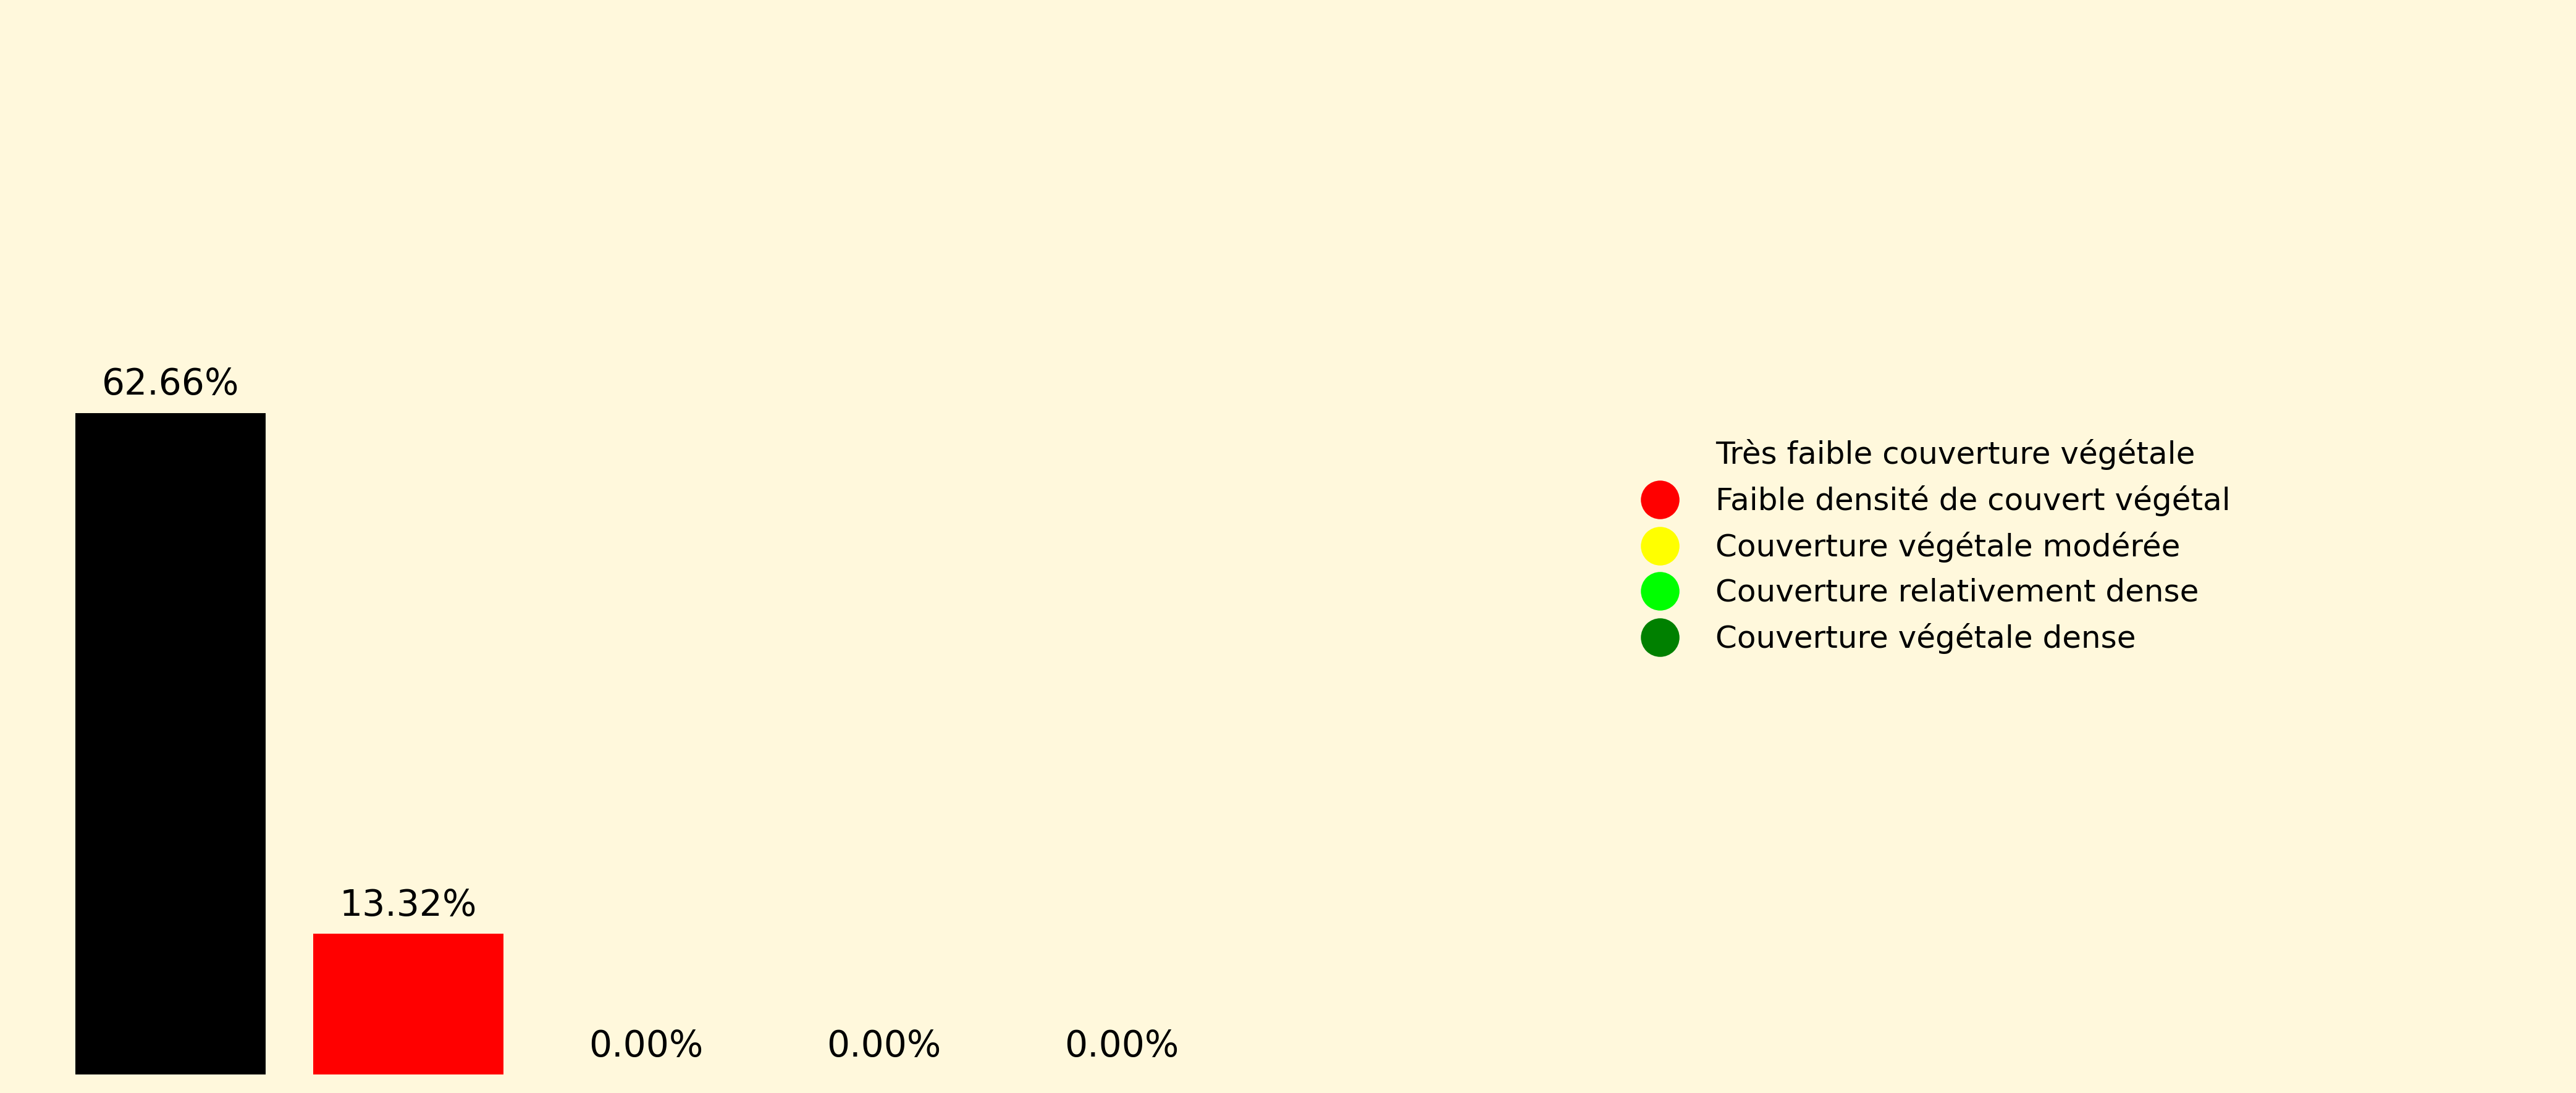 62.66%
13.32%
0.00%
0.00%
0.00%
Très faible couverture végétale
Faible densité de couvert végétal
Couverture végétale modérée
Couverture relativement dense
Couverture végétale dense